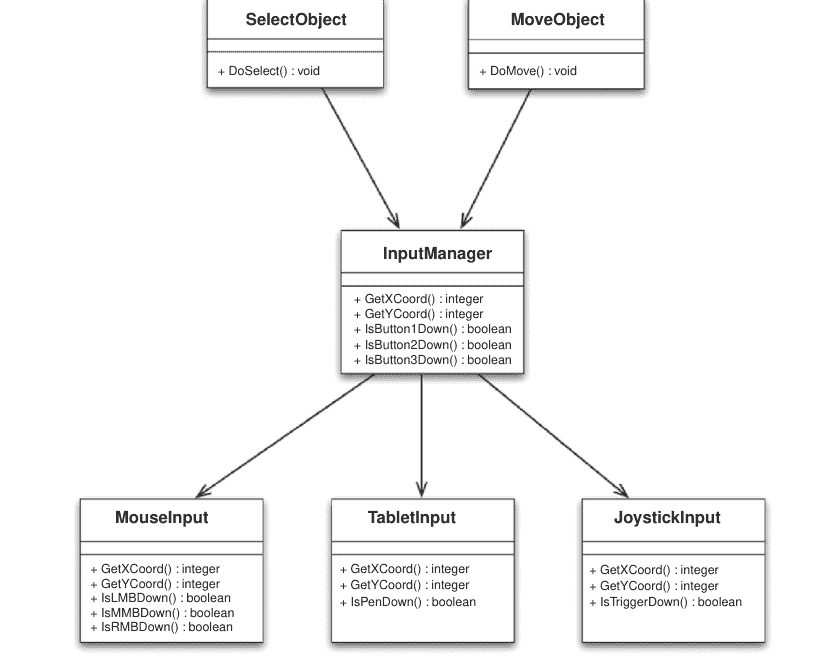 SelectObject
+ DoSelect() : void
MoveObject
+ DoMove() : void
InputManager
+ GetXCoord() : integer
+ GetYCoord() : integer
+ IsButton1Down() : boolean
+ IsButton2Down() : boolean
+ IsButton3Down() : boolean
MouseInput
+ GetXCoord() : integer
+ GetYCoord() : integer
+ IsLMBDown() : boolean
+ IsMMBDown() : boolean
+ IsRMBDown() : boolean
TabletInput
+ GetXCoord() : integer
+ GetYCoord() : integer
+ IsPenDown() : boolean
JoystickInput
+ GetXCoord() : integer
+ GetYCoord() : integer
+ IsTriggerDown() : boolean